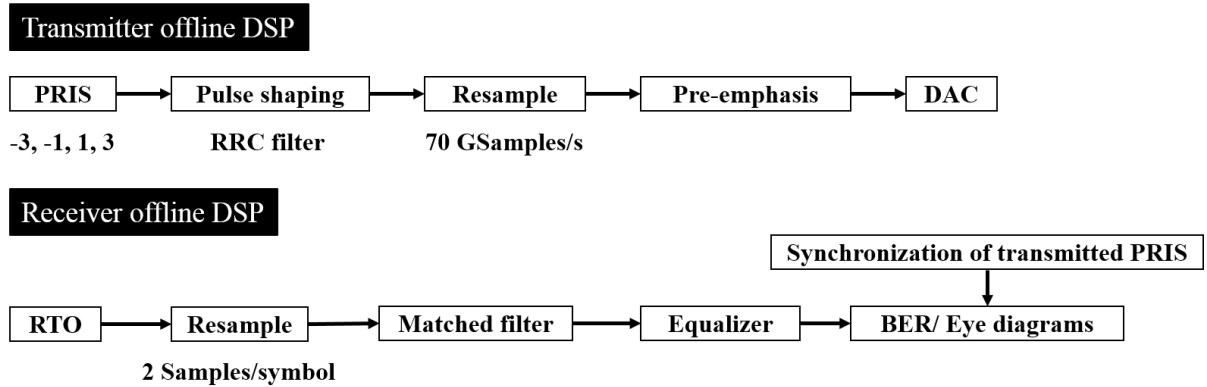 Transmitter offline DSP
PRIS
Pulse shaping
Resample
Pre-emphasis
DAC
-3, -1, 1, 3
RRC filter
70 GSamples/s
Receiver offline DSP
Synchronization of transmitted PRIS
RTO
Resample
Matched filter
Equalizer
BER/ Eye diagrams
2 Samples/symbol